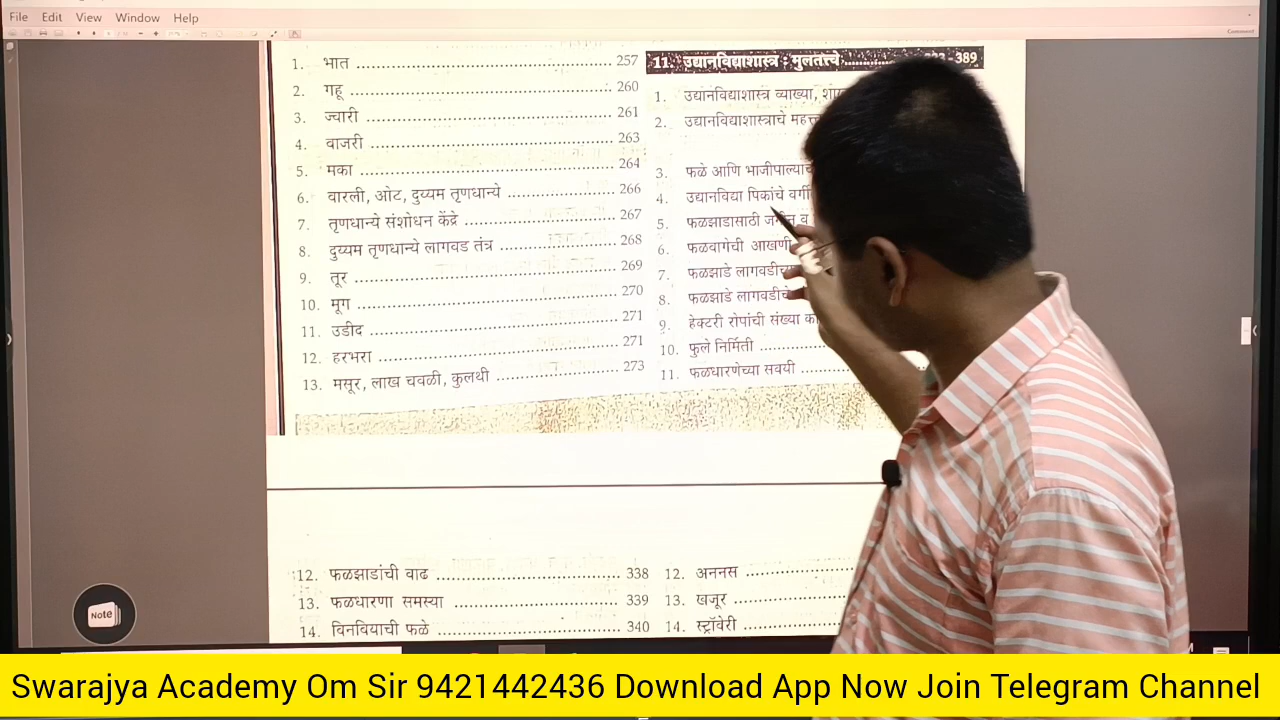 File Edit View Window Help
Comment
1. भात 257
2. गहू 260
3. ज्वारी 261
4. वाजरी 263
5. मका 264
6. वारली, ओट, दुय्यम तृणधान्ये 266
7. तृणधान्ये संशोधन केंद्रे 267
8. दुय्यम तृणधान्ये लागवड तंत्र 268
9. तूर 269
10. मूग 270
11. उडीद 271
12. हरभरा 271
13. मसूर, लाख चवळी, कुलथी 273
11. उद्यानविद्याशास्त्र : मुलतत्त्वे - 389
1. उद्यानविद्याशास्त्र व्याख्या,
2. उद्यानविद्याशास्त्राचे
3. फळे आणि
4. उद्यानविद्या पिकांचे
5. फळझाडासाठी
6. फळवागेची आखणी
7. फळझाडे
8. फळझाडे लागवडीचे
9. हेक्टरी रोपांची संख्या
10. फुले निर्मिती
11. फळधारणेच्या सवयी
12. फळझाडांची वाढ 338
13. फळधारणा समस्या 339
14. विनवियाची फळे 340
12. अननस
13. खजूर
14. स्ट्रॉवेरी
Note
Swarajya Academy Om Sir 9421442436 Download App Now Join Telegram Channel